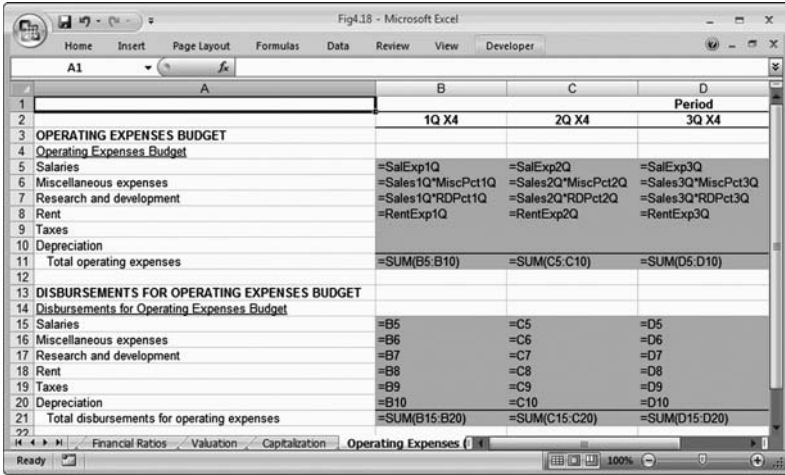 Fig4.18 - Microsoft Excel
Home Insert Page Layout Formulas Data Review View Developer
A1 fx
A B C D
1 Period
2 1Q X4 2Q X4 3Q X4
3 OPERATING EXPENSES BUDGET
4 Operating Expenses Budget
5 Salaries =SalExp1Q =SalExp2Q =SalExp3Q
6 Miscellaneous expenses =Sales1Q*MiscPct1Q =Sales2Q*MiscPct2Q =Sales3Q*MiscPct3Q
7 Research and development =Sales1Q*RDPct1Q =Sales2Q*RDPct2Q =Sales3Q*RDPct3Q
8 Rent =RentExp1Q =RentExp2Q =RentExp3Q
9 Taxes
10 Depreciation
11 Total operating expenses =SUM(B5:B10) =SUM(C5:C10) =SUM(D5:D10)
12
13 DISBURSEMENTS FOR OPERATING EXPENSES BUDGET
14 Disbursements for Operating Expenses Budget
15 Salaries =B5 =C5 =D5
16 Miscellaneous expenses =B6 =C6 =D6
17 Research and development =B7 =C7 =D7
18 Rent =B8 =C8 =D8
19 Taxes =B9 =C9 =D9
20 Depreciation =B10 =C10 =D10
21 Total disbursements for operating expenses =SUM(B15:B20) =SUM(C15:C20) =SUM(D15:D20)
22
Financial Ratios Valuation Capitalization Operating Expenses (
Ready 100%